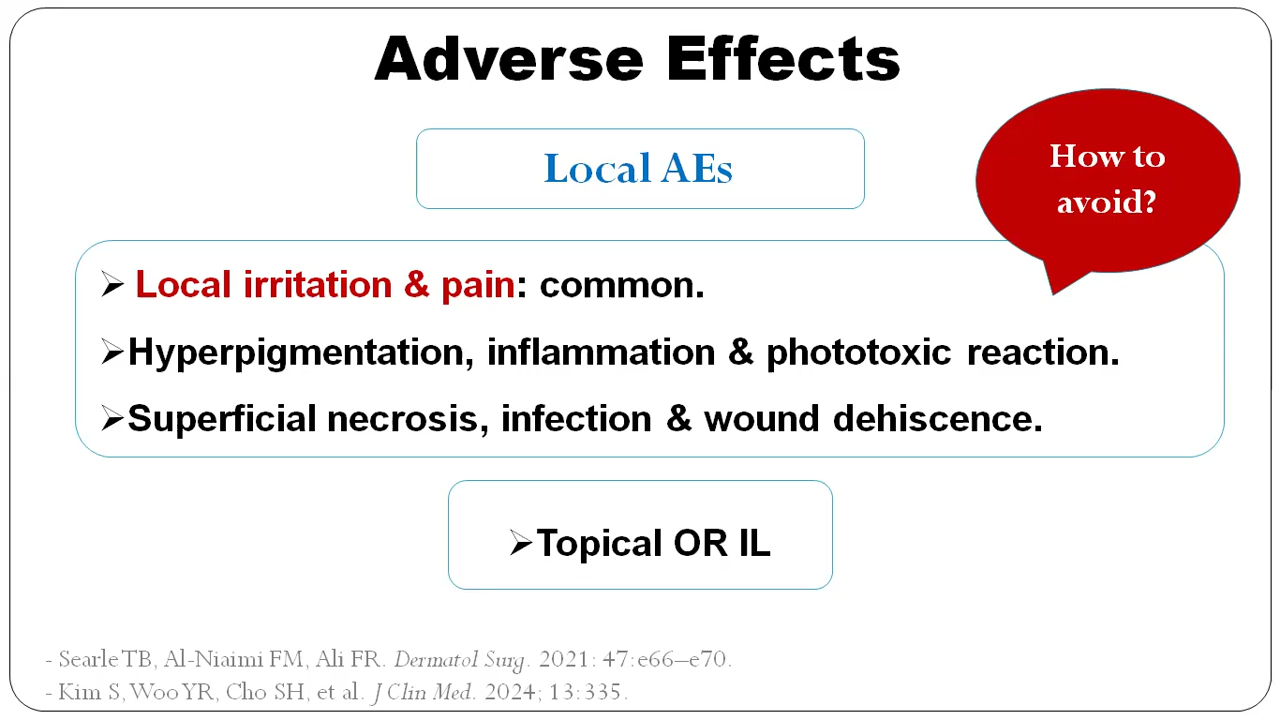 Adverse Effects
Local AEs
How to
avoid?
➢ Local irritation & pain: common.
➢Hyperpigmentation, inflammation & phototoxic reaction.
➢Superficial necrosis, infection & wound dehiscence.
➢Topical OR IL
- Searle TB, Al-Niaimi FM, Ali FR. Dermatol Surg. 2021: 47:e66–e70.
- Kim S, Woo YR, Cho SH, et al. J Clin Med. 2024; 13:335.